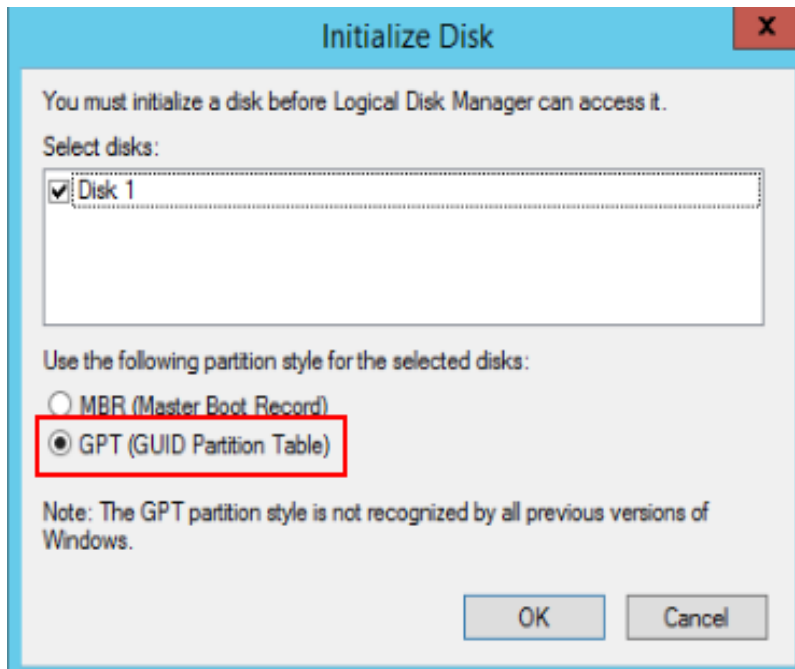 Initialize Disk
x
You must initialize a disk before Logical Disk Manager can access it.
Select disks:
Disk 1
Use the following partition style for the selected disks:
MBR (Master Boot Record)
GPT (GUID Partition Table)
Note: The GPT partition style is not recognized by all previous versions of
Windows.
OK Cancel